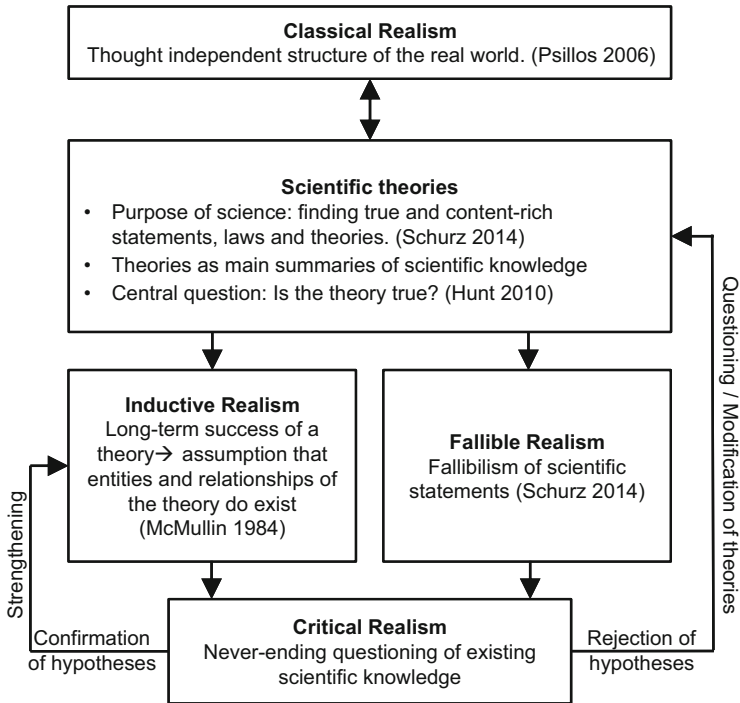 Classical Realism
Thought independent structure of the real world. (Psillos 2006)
Scientific theories
• Purpose of science: finding true and content-rich
statements, laws and theories. (Schurz 2014)
• Theories as main summaries of scientific knowledge
• Central question: Is the theory true? (Hunt 2010)
Inductive Realism
Long-term success of a
theory→ assumption that
entities and relationships of
the theory do exist
(McMullin 1984)
Fallible Realism
Fallibilism of scientific
statements (Schurz 2014)
Strengthening
Questioning / Modification of theories
Confirmation
of hypotheses
Critical Realism
Never-ending questioning of existing
scientific knowledge
Rejection of
hypotheses